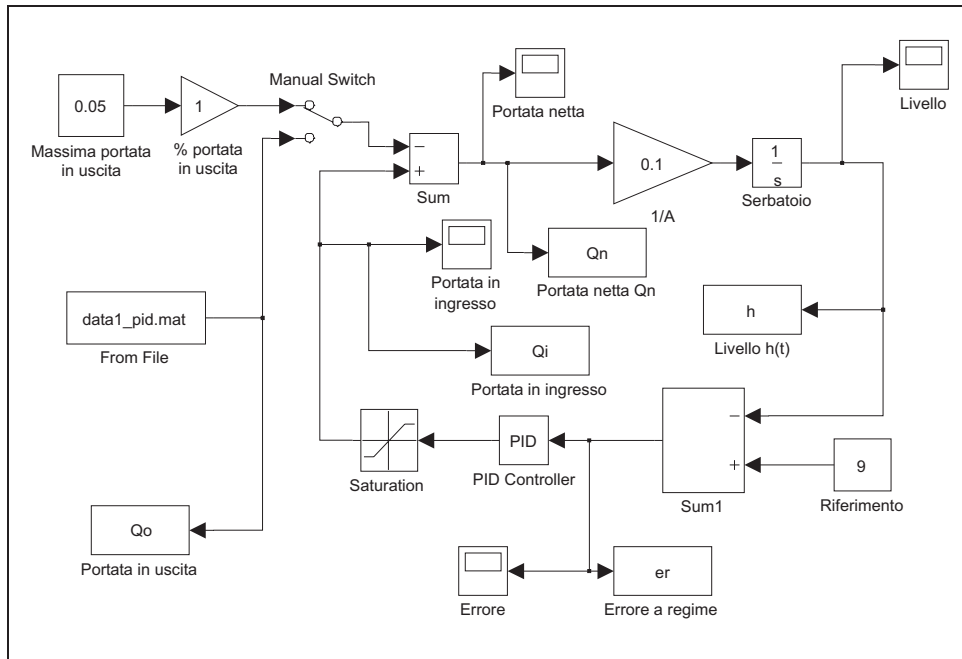 Manual Switch
0.05
1
Massima portata
in uscita
% portata
in uscita
−
+
Sum
Portata netta
0.1
1/A
1
s
Serbatoio
Livello
Portata in
ingresso
Qn
Portata netta Qn
data1_pid.mat
From File
h
Livello h(t)
Qi
Portata in ingresso
Saturation
PID
PID Controller
−
+
Sum1
9
Riferimento
Qo
Portata in uscita
Errore
er
Errore a regime